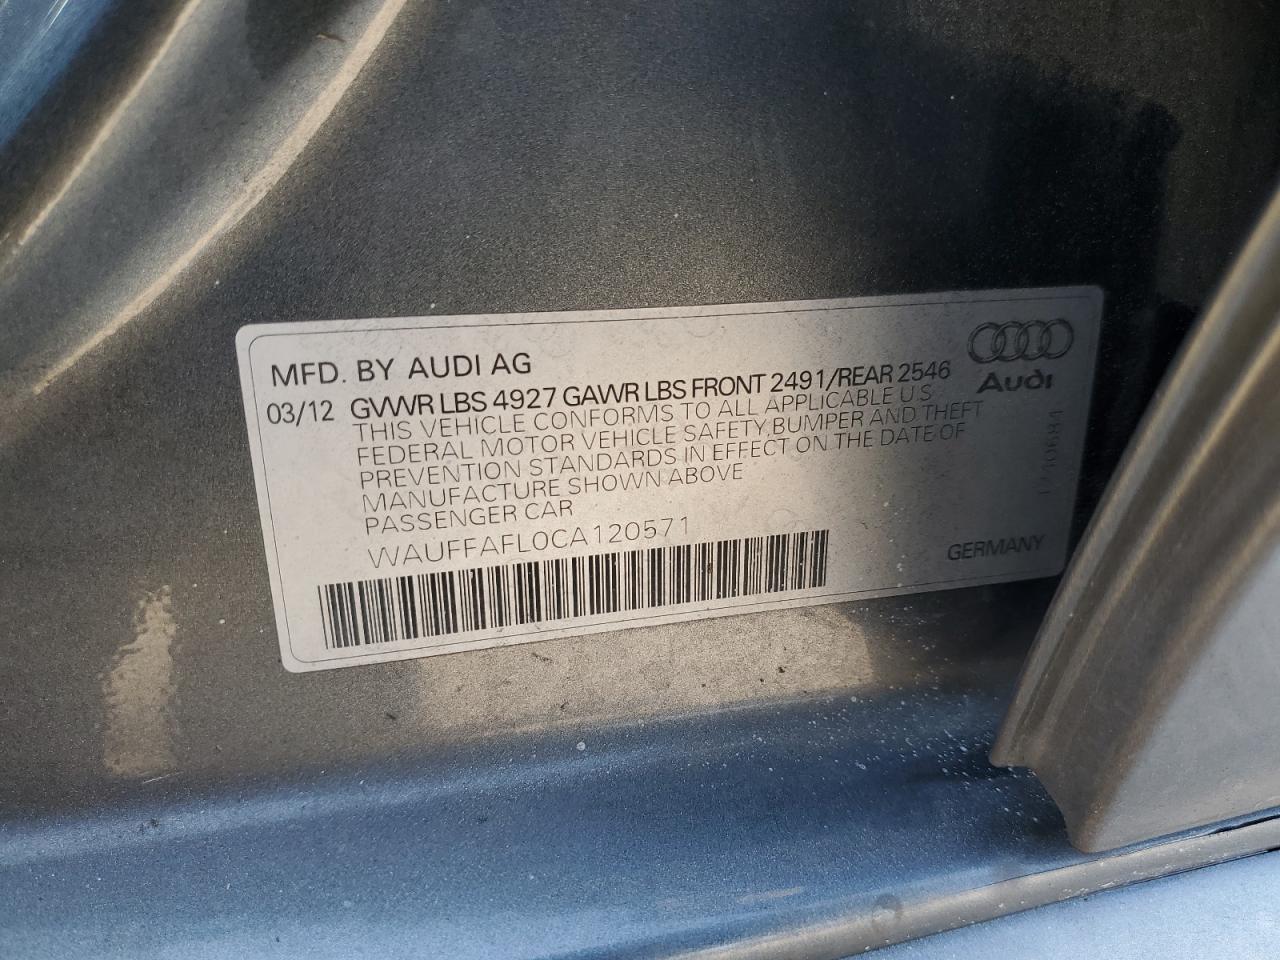 MFD. BY AUDI AG
03/12 GVWR LBS 4927 GAWR LBS FRONT 2491/REAR 2546
THIS VEHICLE CONFORMS TO ALL APPLICABLE U.S.
FEDERAL MOTOR VEHICLE SAFETY, BUMPER AND THEFT
PREVENTION STANDARDS IN EFFECT ON THE DATE OF
MANUFACTURE SHOWN ABOVE
PASSENGER CAR
WAUFFAFL0CA120571
Audi
GERMANY